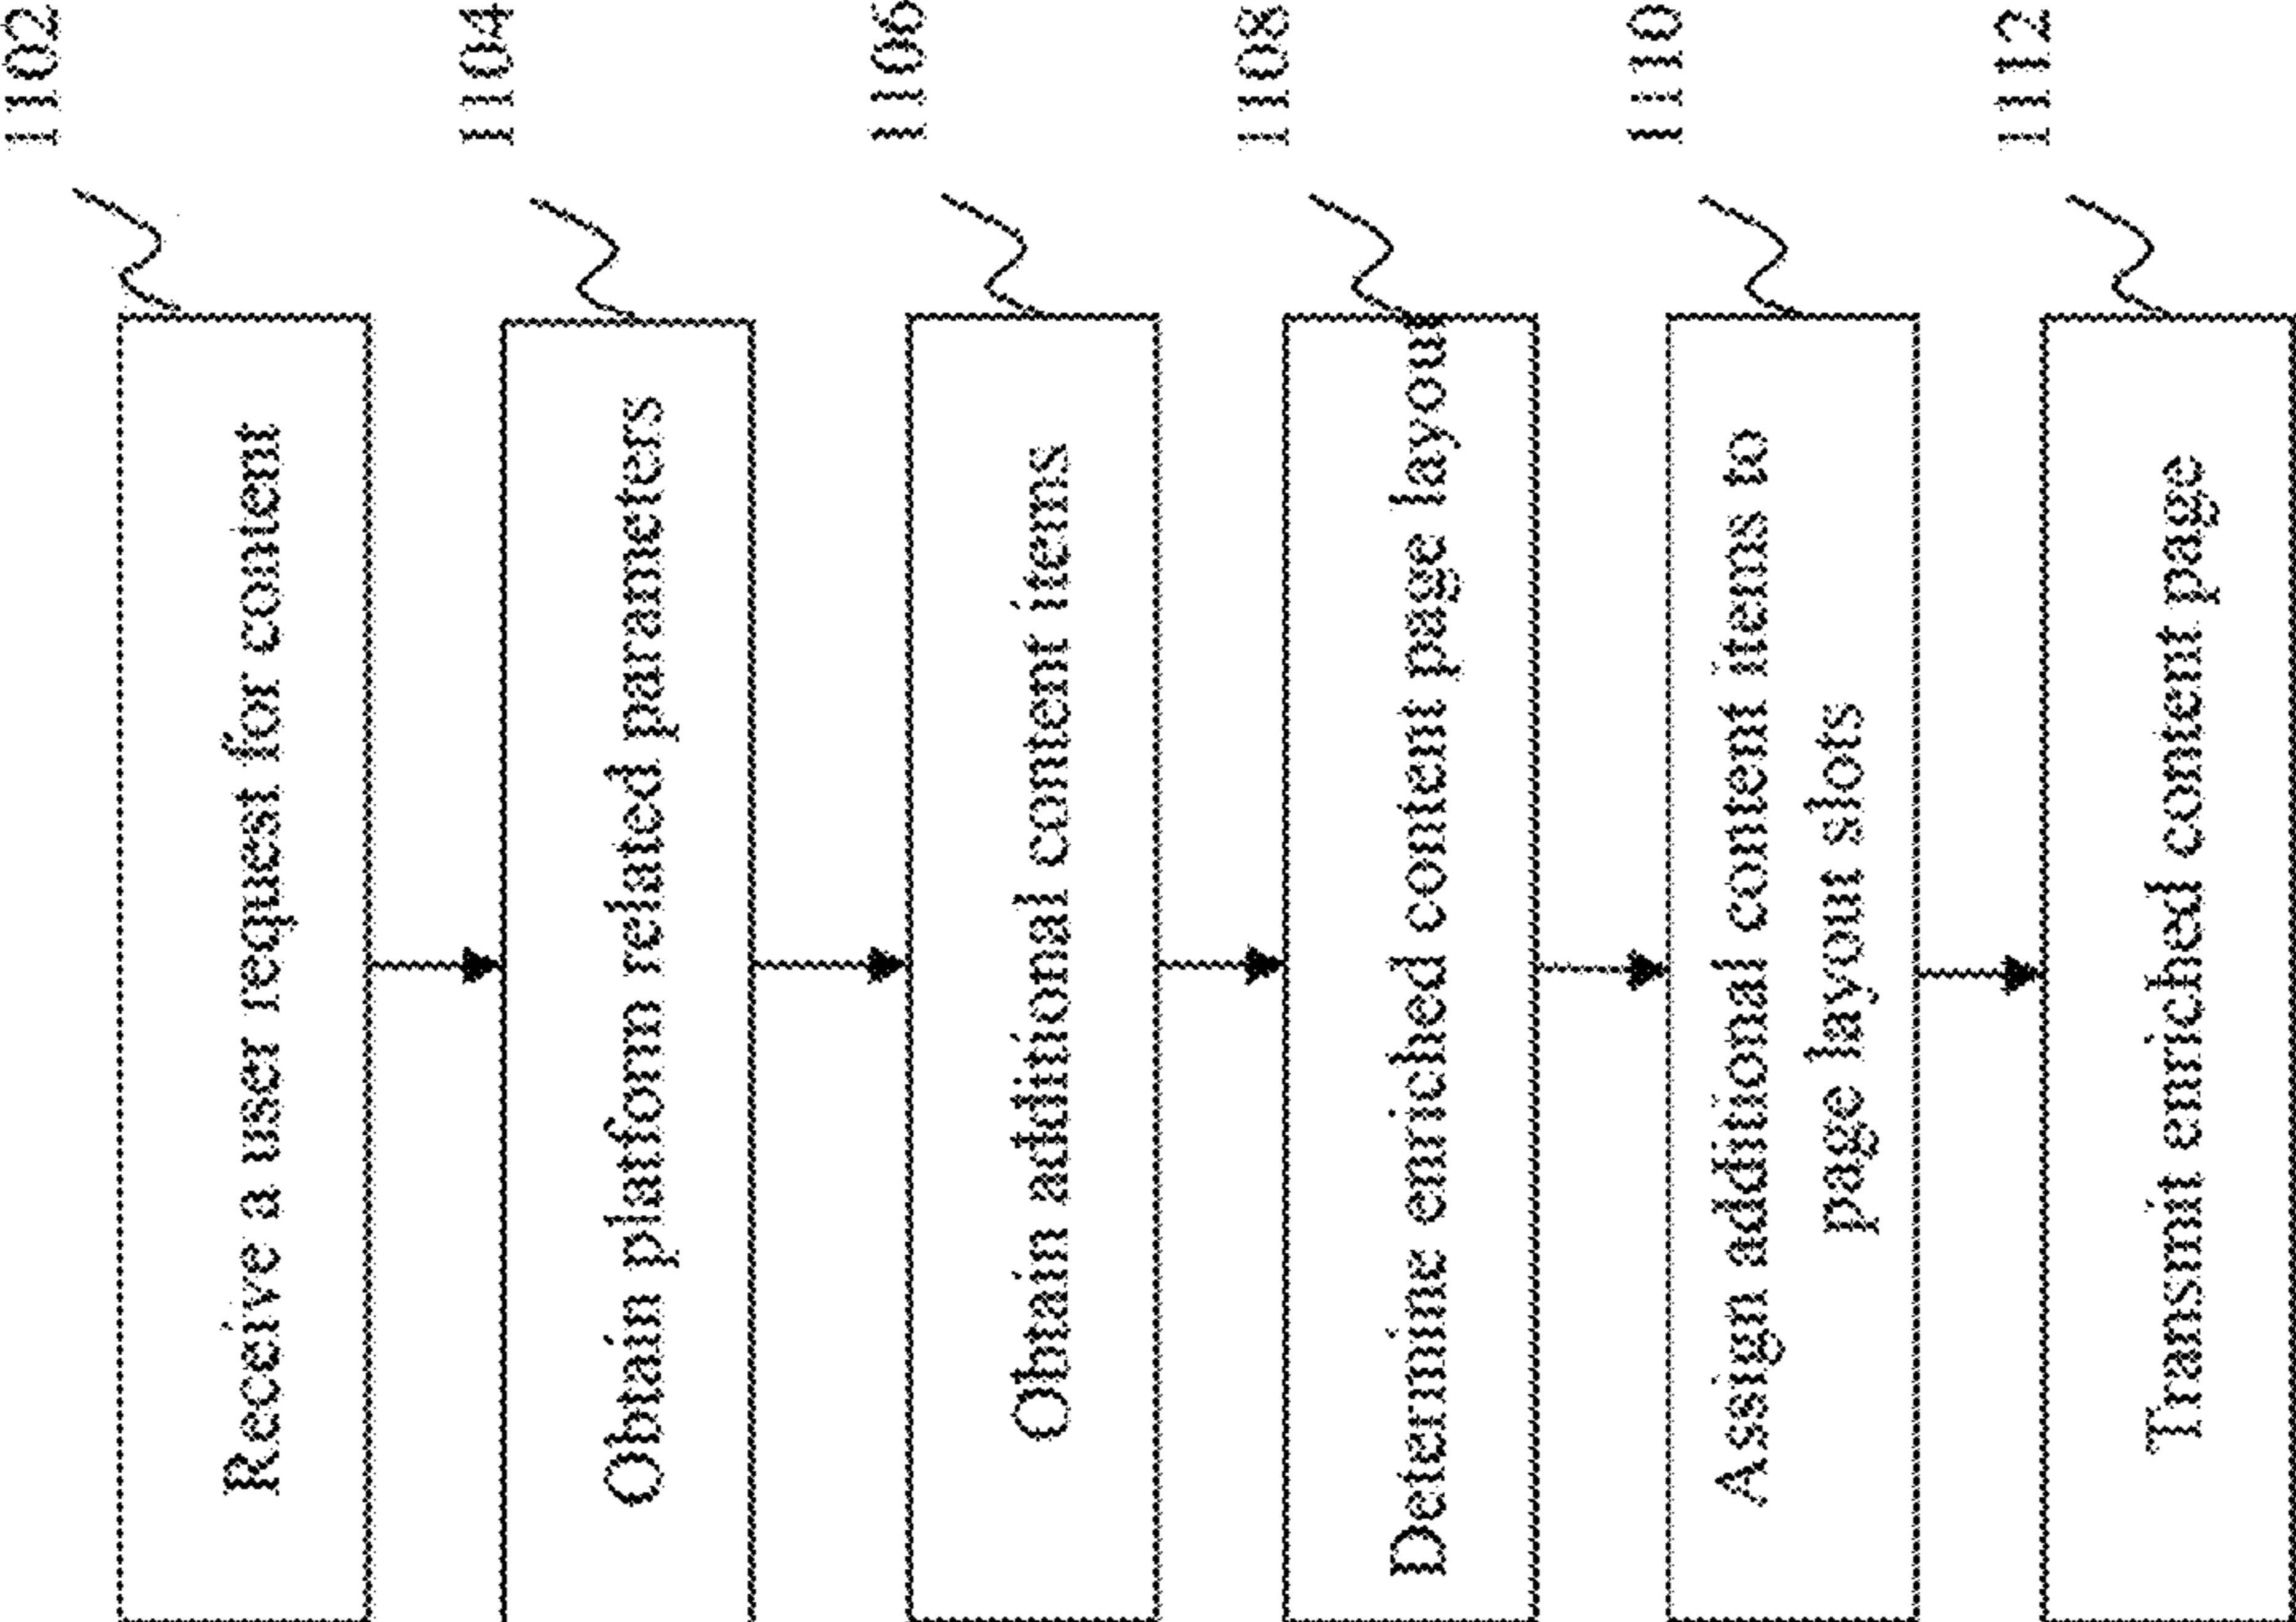 Receive a user request for content
1102
Obtain platform related parameters
1104
Obtain additional content items
1106
Determine enriched content page layout
1108
Assign additional content items to
page layout slots
1110
Transmit enriched content page
1112